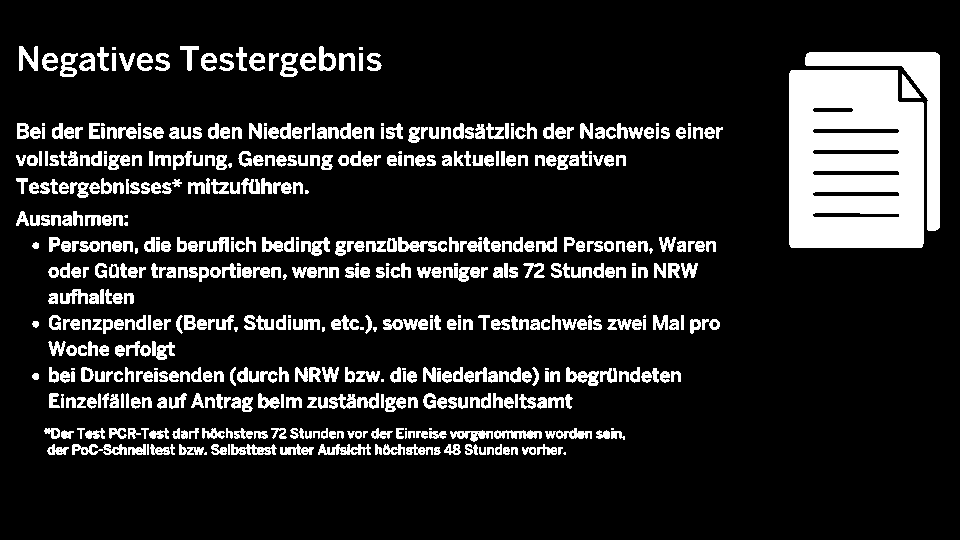 Negatives Testergebnis
Bei der Einreise aus den Niederlanden ist grundsätzlich der Nachweis einer
vollständigen Impfung, Genesung oder eines aktuellen negativen
Testergebnisses* mitzuführen.
Ausnahmen:
• Personen, die beruflich bedingt grenzüberschreitendend Personen, Waren
oder Güter transportieren, wenn sie sich weniger als 72 Stunden in NRW
aufhalten
• Grenzpendler (Beruf, Studium, etc.), soweit ein Testnachweis zwei Mal pro
Woche erfolgt
• bei Durchreisenden (durch NRW bzw. die Niederlande) in begründeten
Einzelfällen auf Antrag beim zuständigen Gesundheitsamt
*Der Test PCR-Test darf höchstens 72 Stunden vor der Einreise vorgenommen worden sein,
der PoC-Schnelltest bzw. Selbsttest unter Aufsicht höchstens 48 Stunden vorher.